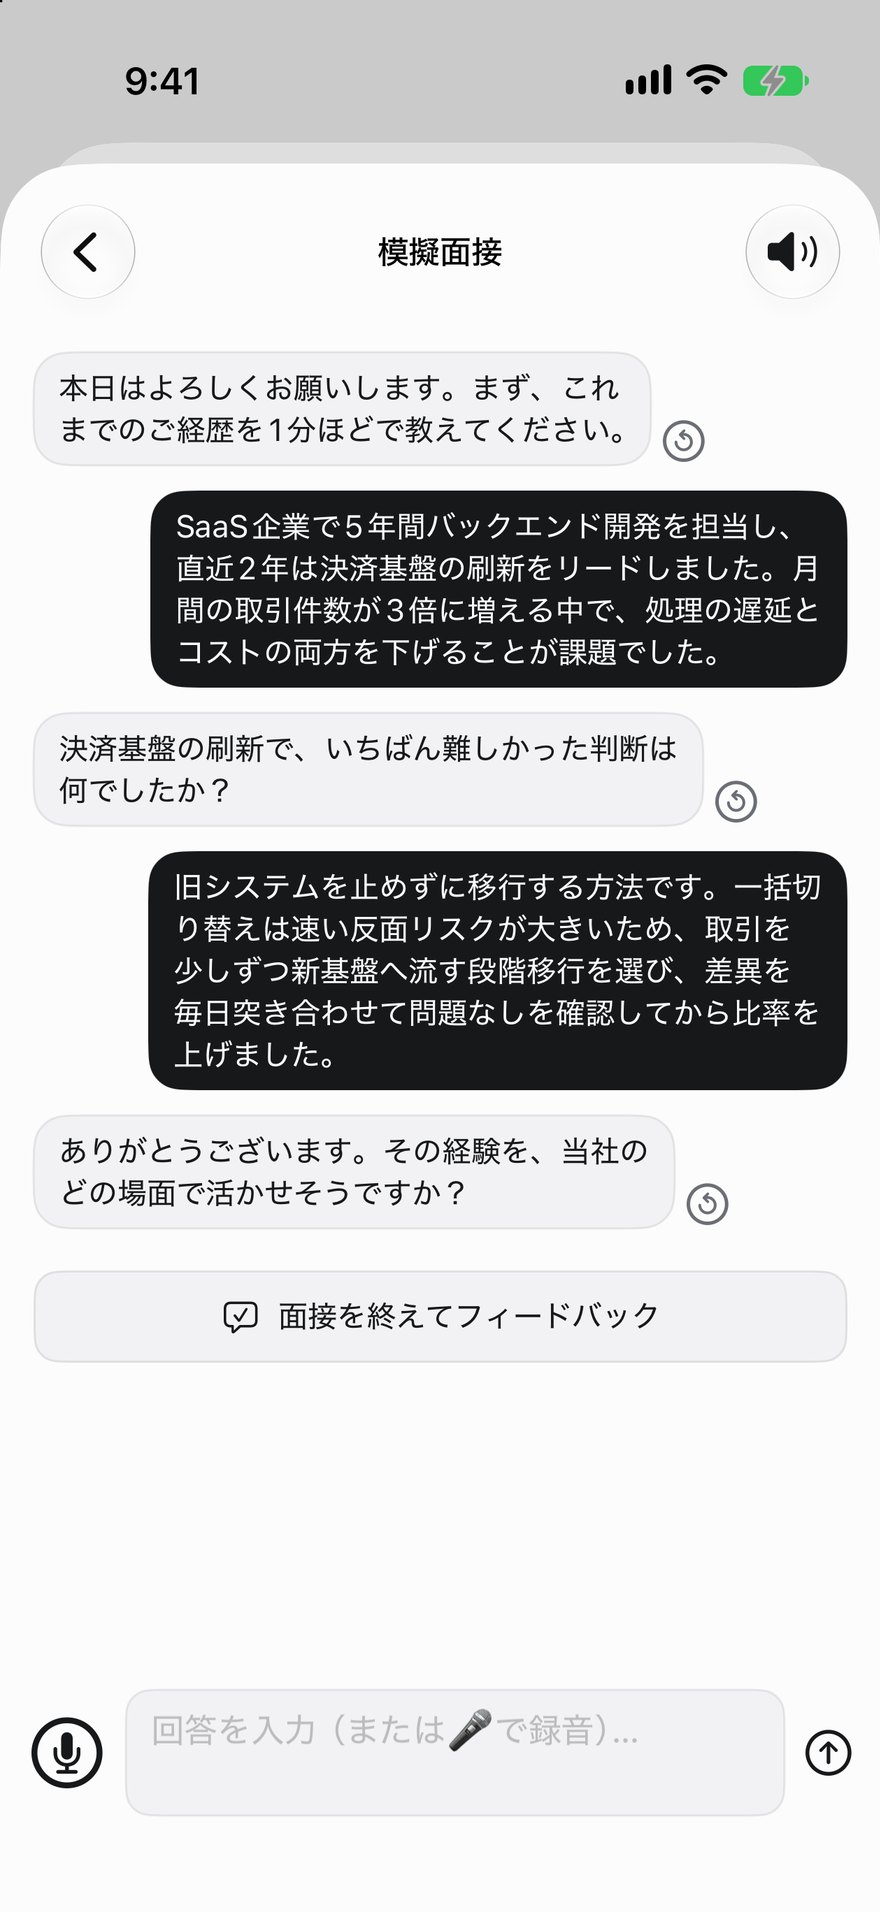 9:41
模擬面接
本日はよろしくお願いします。まず、これ
までのご経歴を1分ほどで教えてください。
SaaS企業で5年間バックエンド開発を担当し、
直近2年は決済基盤の刷新をリードしました。月
間の取引件数が3倍に増える中で、処理の遅延と
コストの両方を下げることが課題でした。
決済基盤の刷新で、いちばん難しかった判断は
何でしたか？
旧システムを止めずに移行する方法です。一括切
り替えは速い反面リスクが大きいため、取引を
少しずつ新基盤へ流す段階移行を選び、差異を
毎日突き合わせて問題なしを確認してから比率を
上げました。
ありがとうございます。その経験を、当社の
どの場面で活かせそうですか？
面接を終えてフィードバック
回答を入力（または🎤で録音）...